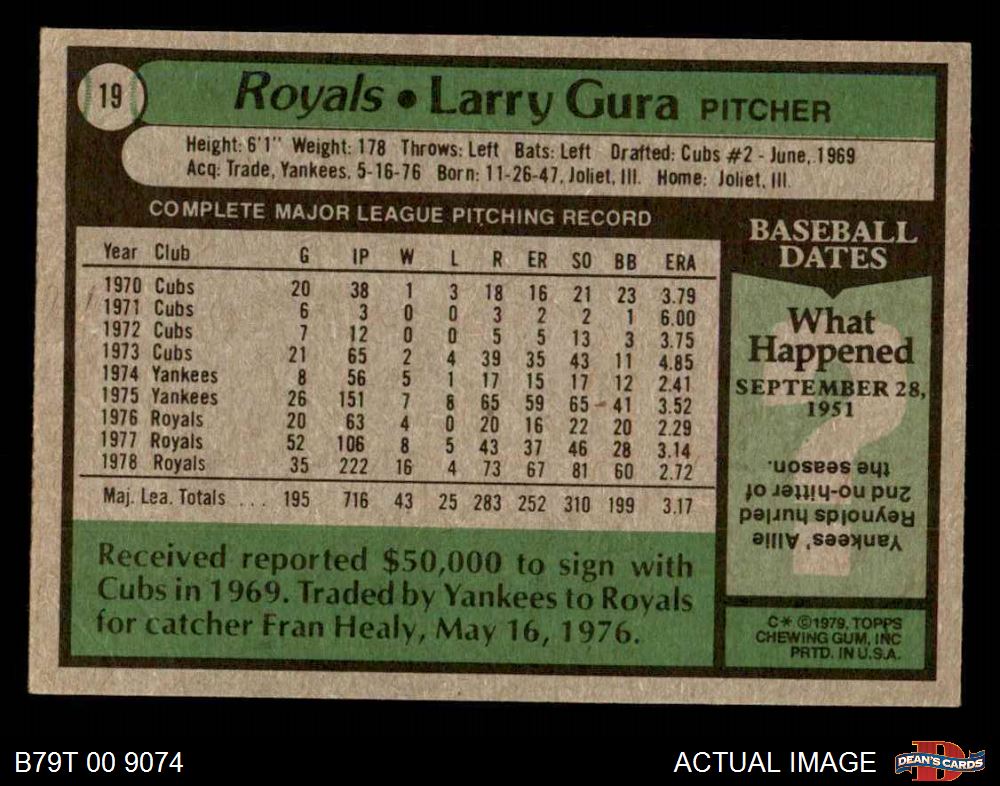 19
Royals • Larry Gura PITCHER
Height: 6'1" Weight: 178 Throws: Left Bats: Left Drafted: Cubs #2 - June, 1969
Acq: Trade, Yankees, 5-16-76 Born: 11-26-47, Joliet, Ill. Home: Joliet, Ill.
COMPLETE MAJOR LEAGUE PITCHING RECORD
Year Club G IP W L R ER SO BB ERA
1970 Cubs 20 38 1 3 18 16 21 23 3.79
1971 Cubs 6 3 0 0 3 2 2 1 6.00
1972 Cubs 7 12 0 0 5 5 13 3 3.75
1973 Cubs 21 65 2 4 39 35 43 11 4.85
1974 Yankees 8 56 5 1 17 15 17 12 2.41
1975 Yankees 26 151 7 8 65 59 65 41 3.52
1976 Royals 20 63 4 0 20 16 22 20 2.29
1977 Royals 52 106 8 5 43 37 46 28 3.14
1978 Royals 35 222 16 4 73 67 81 60 2.72
Maj. Lea. Totals ... 195 716 43 25 283 252 310 199 3.17
Received reported $50,000 to sign with
Cubs in 1969. Traded by Yankees to Royals
for catcher Fran Healy, May 16, 1976.
BASEBALL
DATES
What
Happened
SEPTEMBER 28,
1951
?
Yankees' Allie
Reynolds hurled
2nd no-hitter of
the season.
C* ©1979, TOPPS
CHEWING GUM, INC
PRTD. IN U.S.A.
B79T 00 9074
ACTUAL IMAGE
D
DEAN'S CARDS